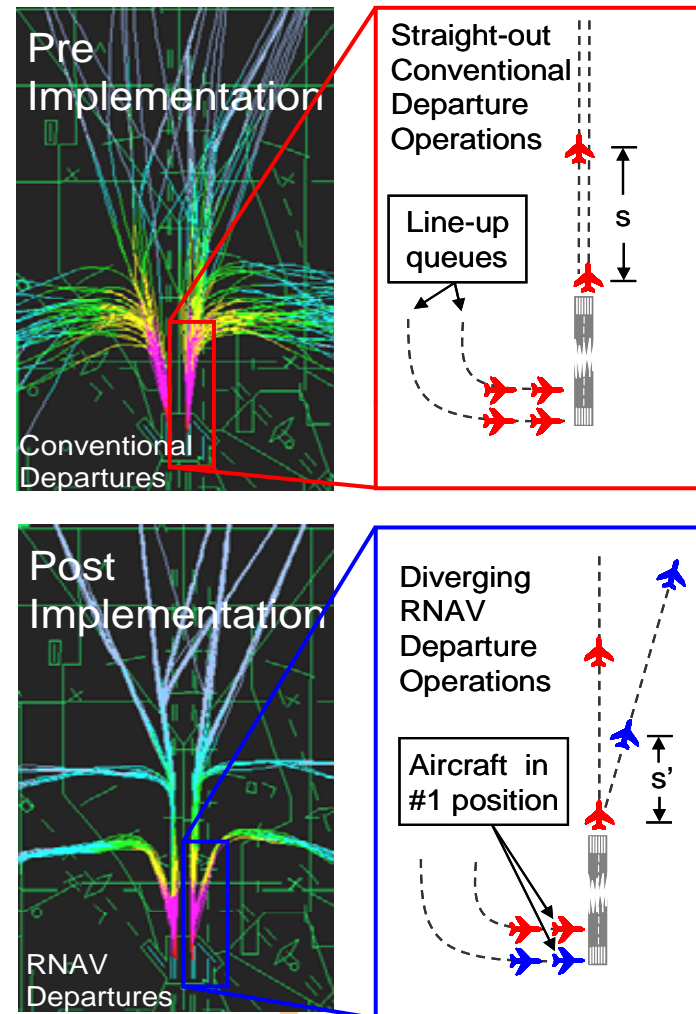 Pre
Implementation
Conventional
Departures
Straight-out
Conventional
Departure
Operations
Line-up
queues
s
Post
Implementation
RNAV
Departures
Diverging
RNAV
Departure
Operations
Aircraft in
#1 position
s’